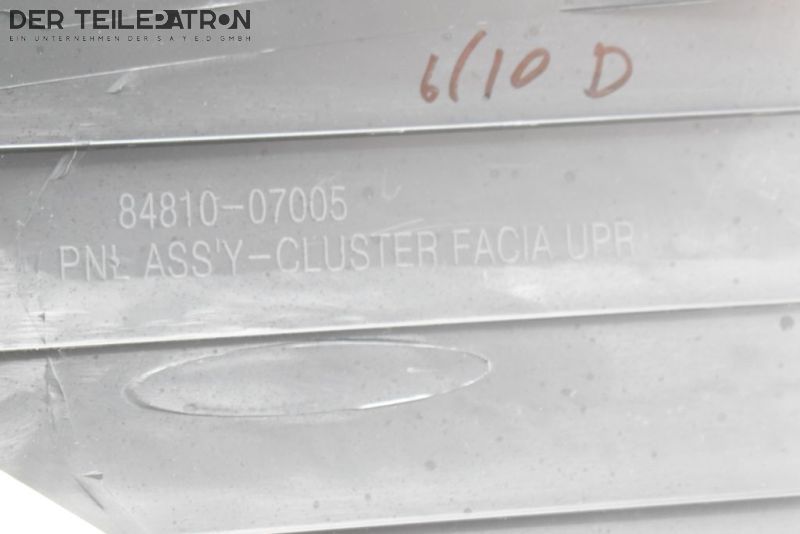 DER TEILEPATRON
EIN UNTERNEHMEN DER S A Y E D GMBH
6/10 D
84810-07005
PNL ASS'Y-CLUSTER FACIA UPR